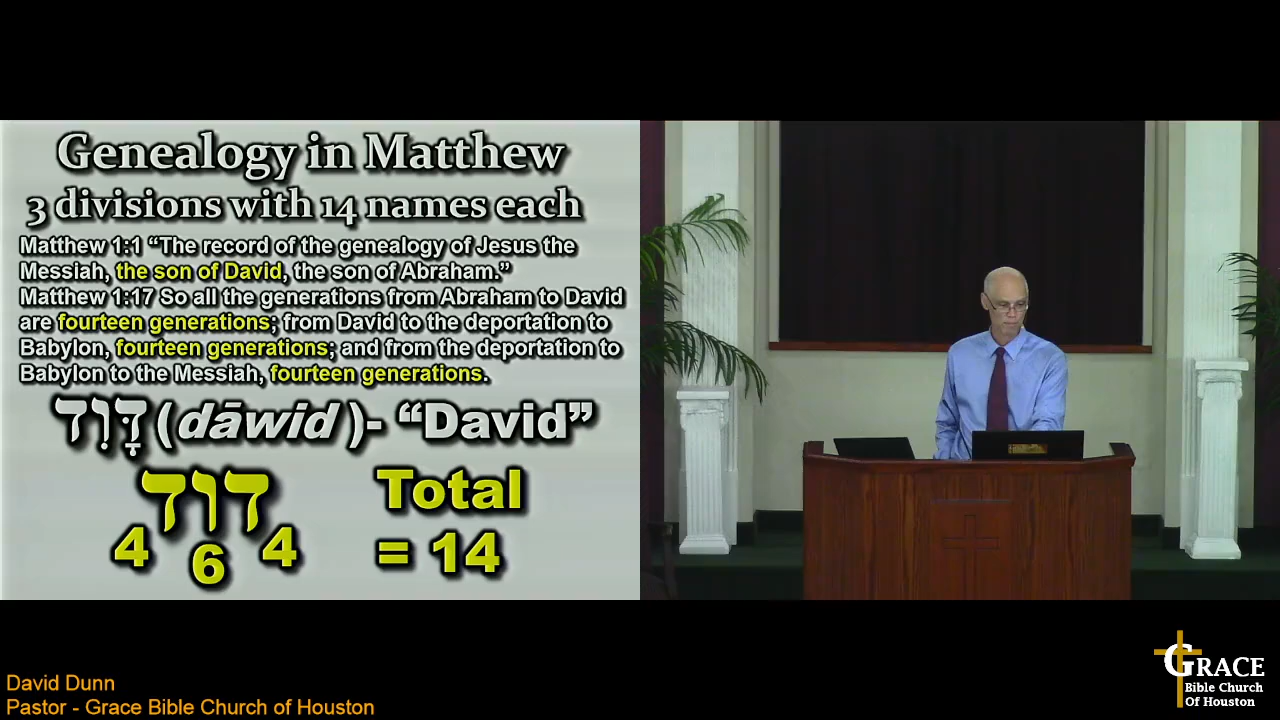 Genealogy in Matthew
3 divisions with 14 names each
Matthew 1:1 “The record of the genealogy of Jesus the
Messiah, the son of David, the son of Abraham.”
Matthew 1:17 So all the generations from Abraham to David
are fourteen generations; from David to the deportation to
Babylon, fourteen generations; and from the deportation to
Babylon to the Messiah, fourteen generations.
דָּוִד (dāwid )- “David”
דוד
4 6 4
Total
= 14
David Dunn
Pastor - Grace Bible Church of Houston
GRACE
Bible Church
Of Houston